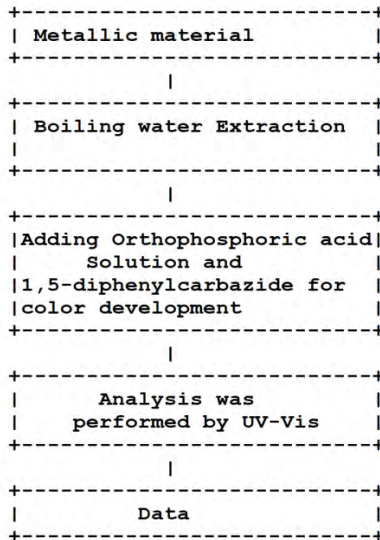 Metallic material
Boiling water Extraction
Adding Orthophosphoric acid
Solution and
1,5-diphenylcarbazide for
color development
Analysis was
performed by UV-Vis
Data